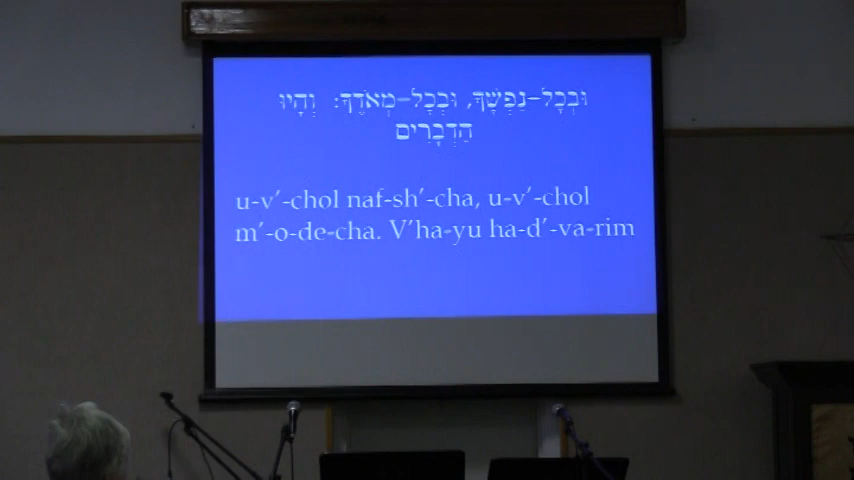 וּבְכָל–נַפְשְׁךָ, וּבְכָל–מְאֹדֶךָ: וְהָיוּ
הַדְּבָרִים
u-v’-chol naf-sh’-cha, u-v’-chol
m’-o-de-cha. V’ha-yu ha-d’-va-rim